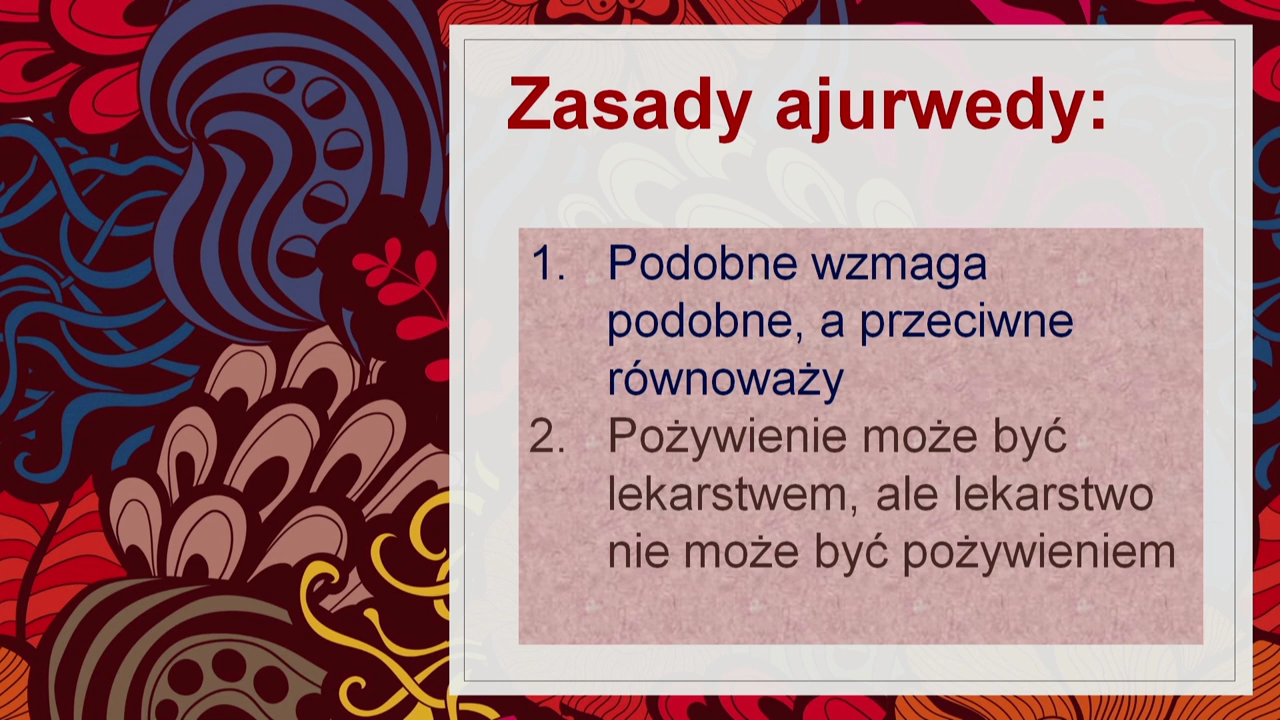 Zasady ajurwedy:
1. Podobne wzmaga
podobne, a przeciwne
równoważy
2. Pożywienie może być
lekarstwem, ale lekarstwo
nie może być pożywieniem